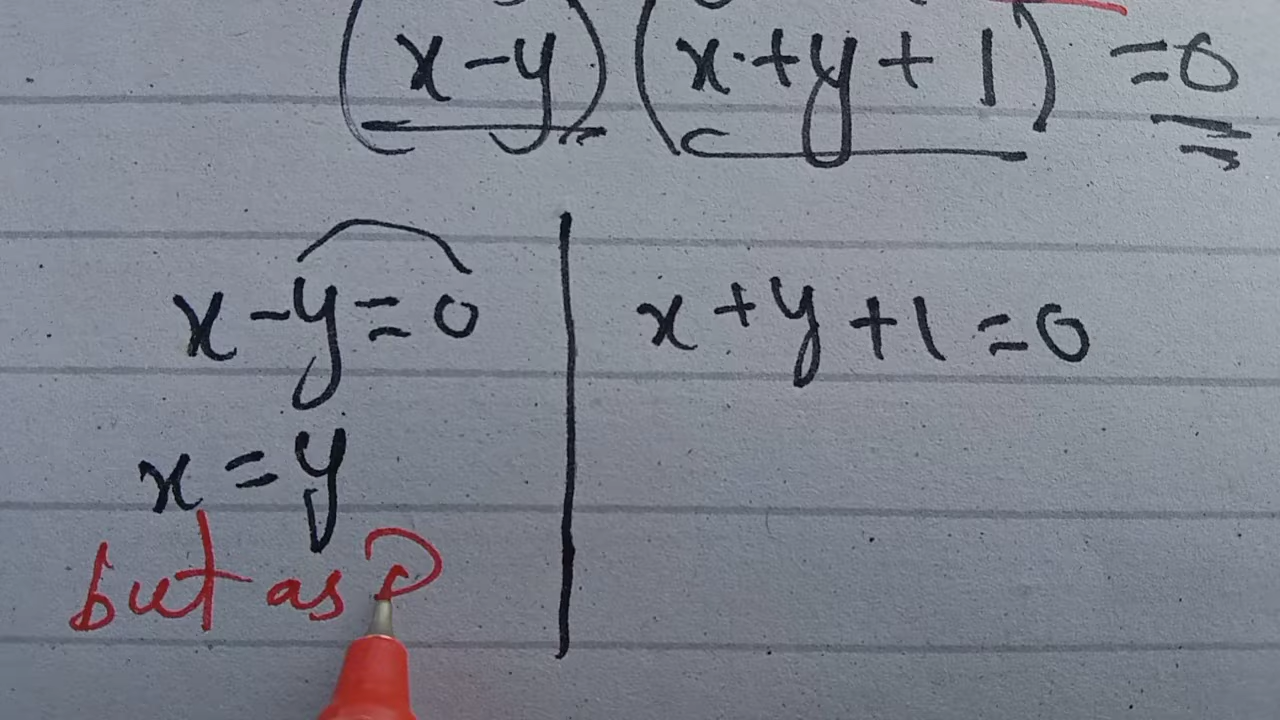 (x-y) (x+y+1) =0
x-y=0
x+y+1=0
x=y
but as